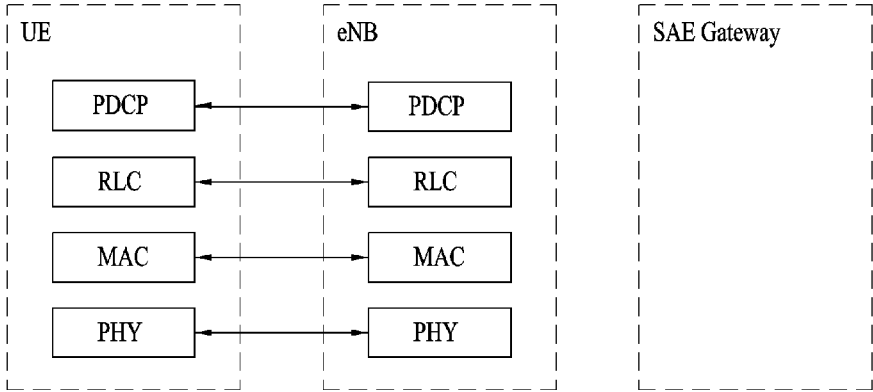 UE
eNB
SAE Gateway
PDCP
PDCP
RLC
RLC
MAC
MAC
PHY
PHY